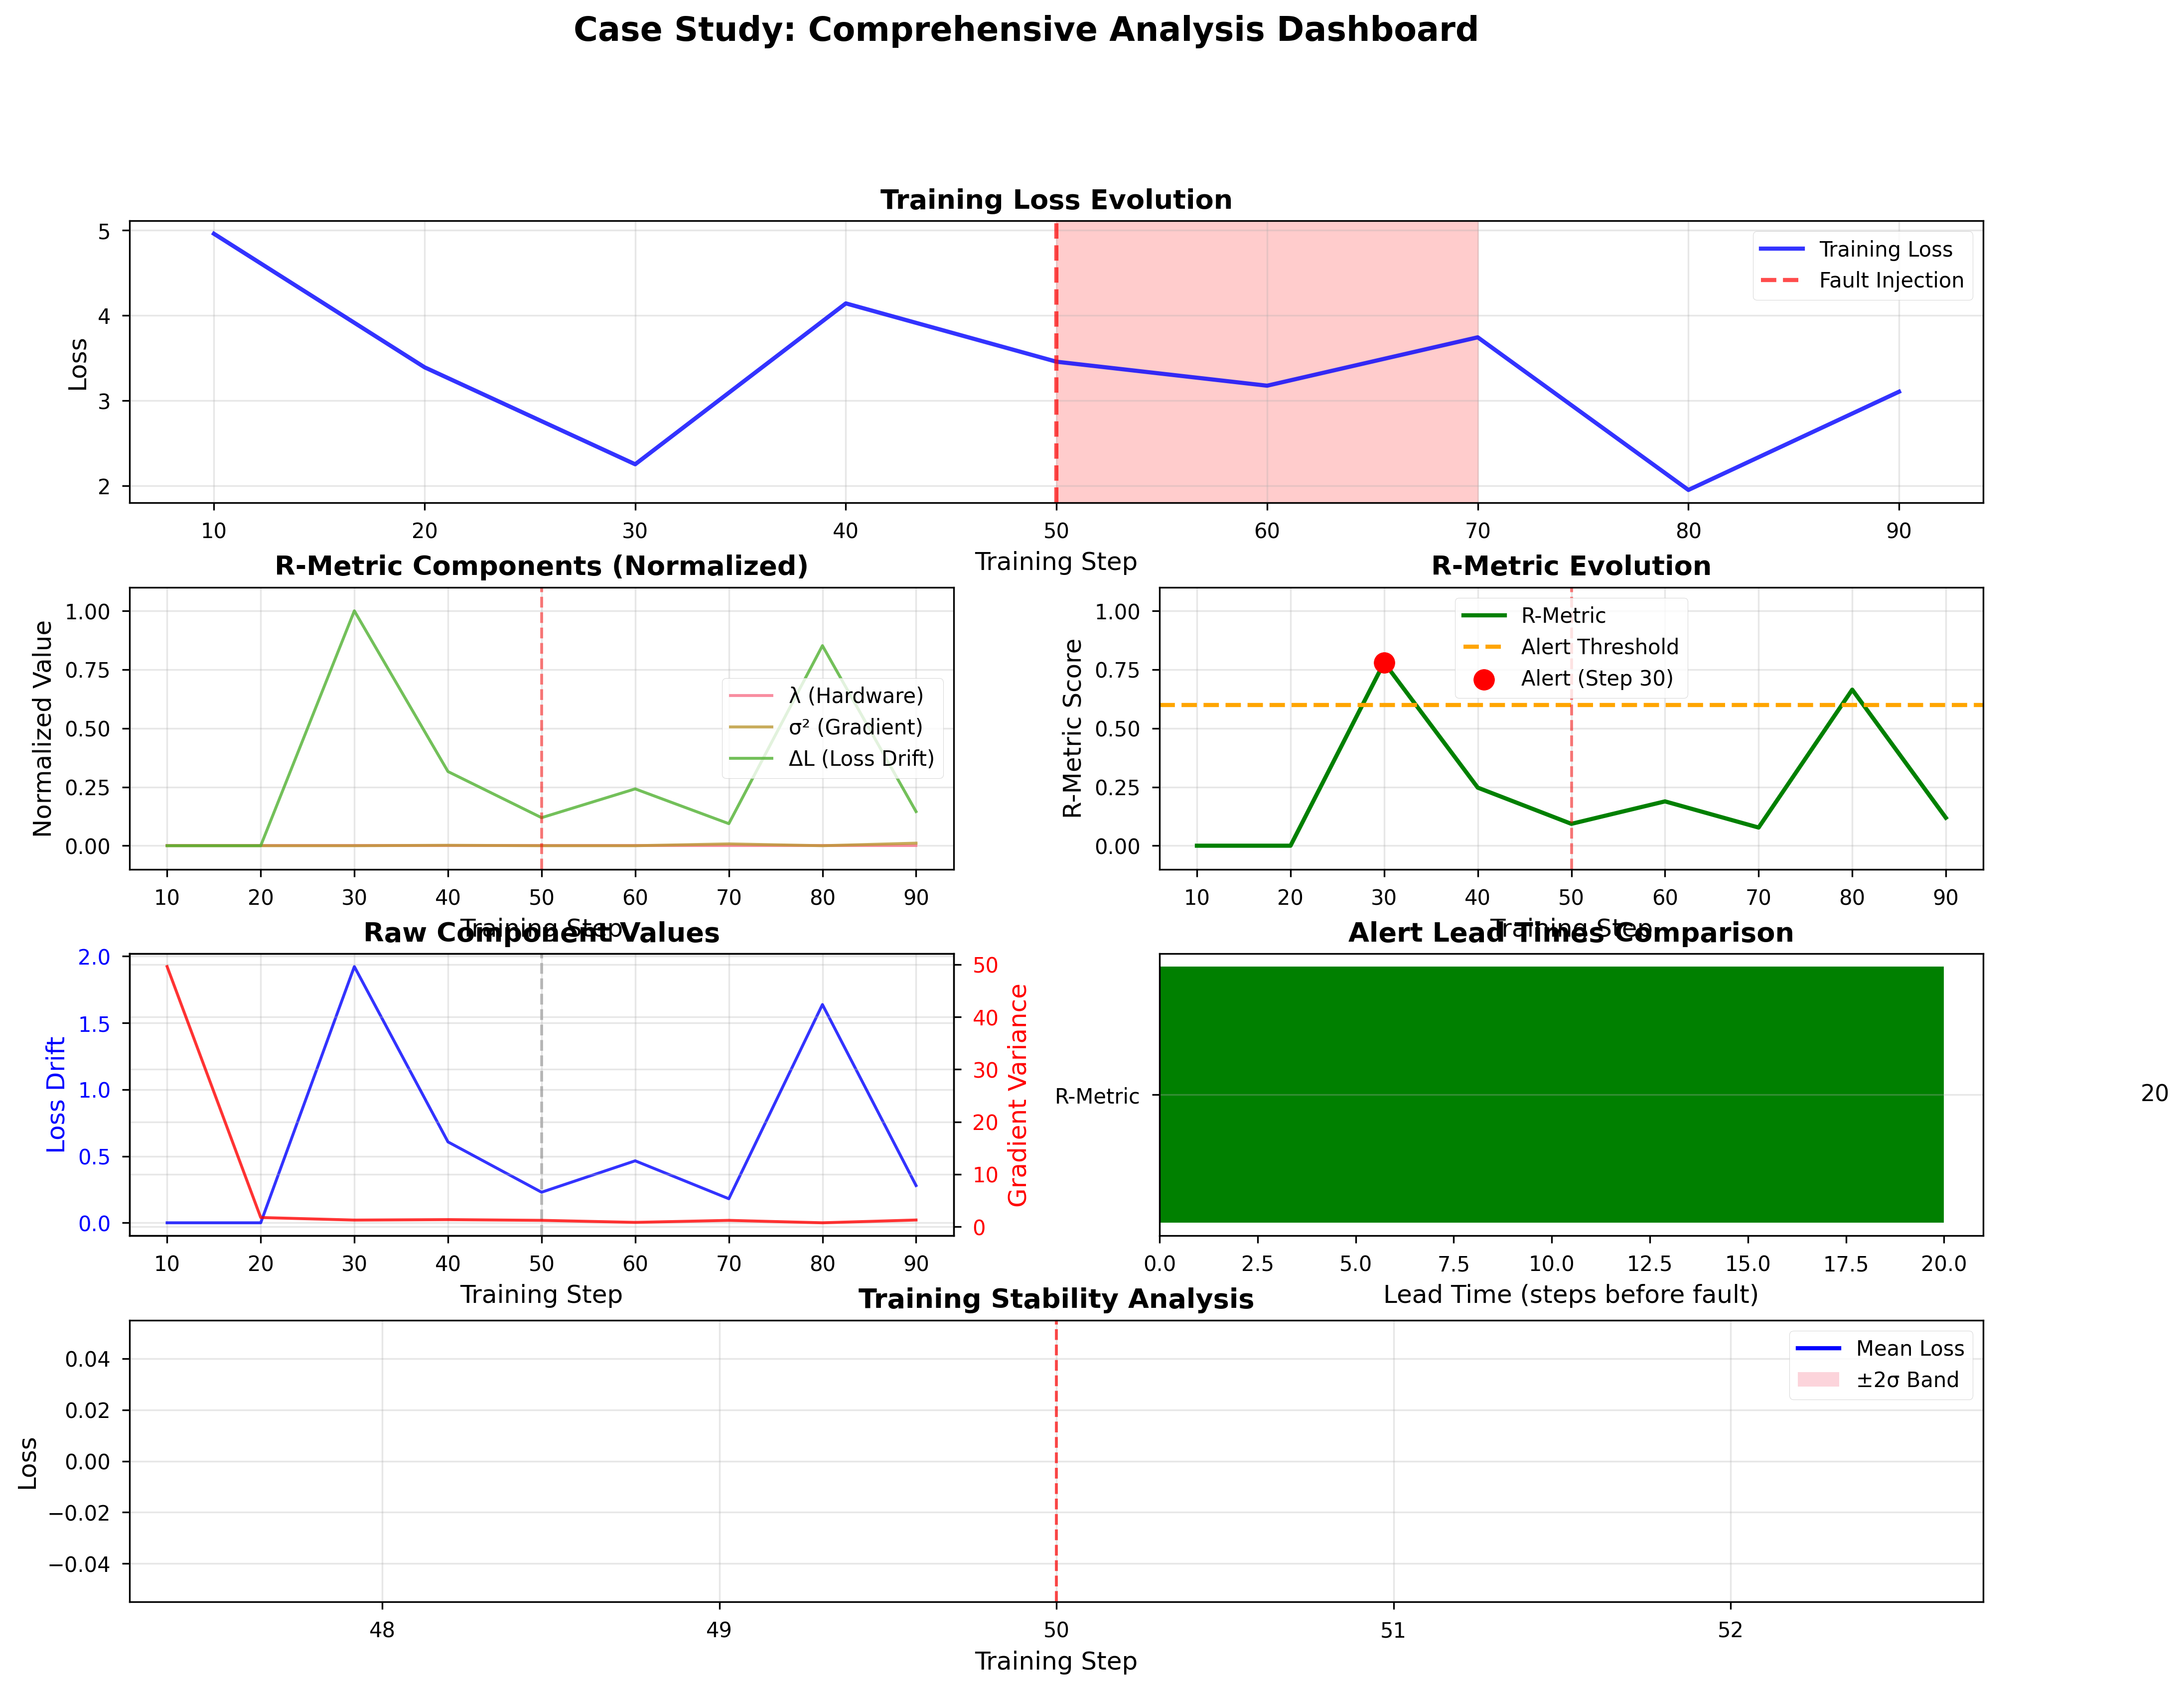 Case Study: Comprehensive Analysis Dashboard
Training Loss Evolution
Loss
5
4
3
2
Training Loss
Fault Injection
10 20 30 40 50 60 70 80 90
Training Step
R-Metric Components (Normalized)
Normalized Value
1.00
0.75
0.50
0.25
0.00
λ (Hardware)
σ² (Gradient)
ΔL (Loss Drift)
10 20 30 40 50 60 70 80 90
Training Step
R-Metric Evolution
R-Metric Score
1.00
0.75
0.50
0.25
0.00
R-Metric
Alert Threshold
Alert (Step 30)
10 20 30 40 50 60 70 80 90
Training Step
Raw Component Values
Loss Drift
2.0
1.5
1.0
0.5
0.0
50
40
30
20
10
0
Gradient Variance
10 20 30 40 50 60 70 80 90
Training Step
Alert Lead Times Comparison
R-Metric
20
0.0 2.5 5.0 7.5 10.0 12.5 15.0 17.5 20.0
Lead Time (steps before fault)
Training Stability Analysis
Loss
0.04
0.02
0.00
−0.02
−0.04
Mean Loss
±2σ Band
48 49 50 51 52
Training Step